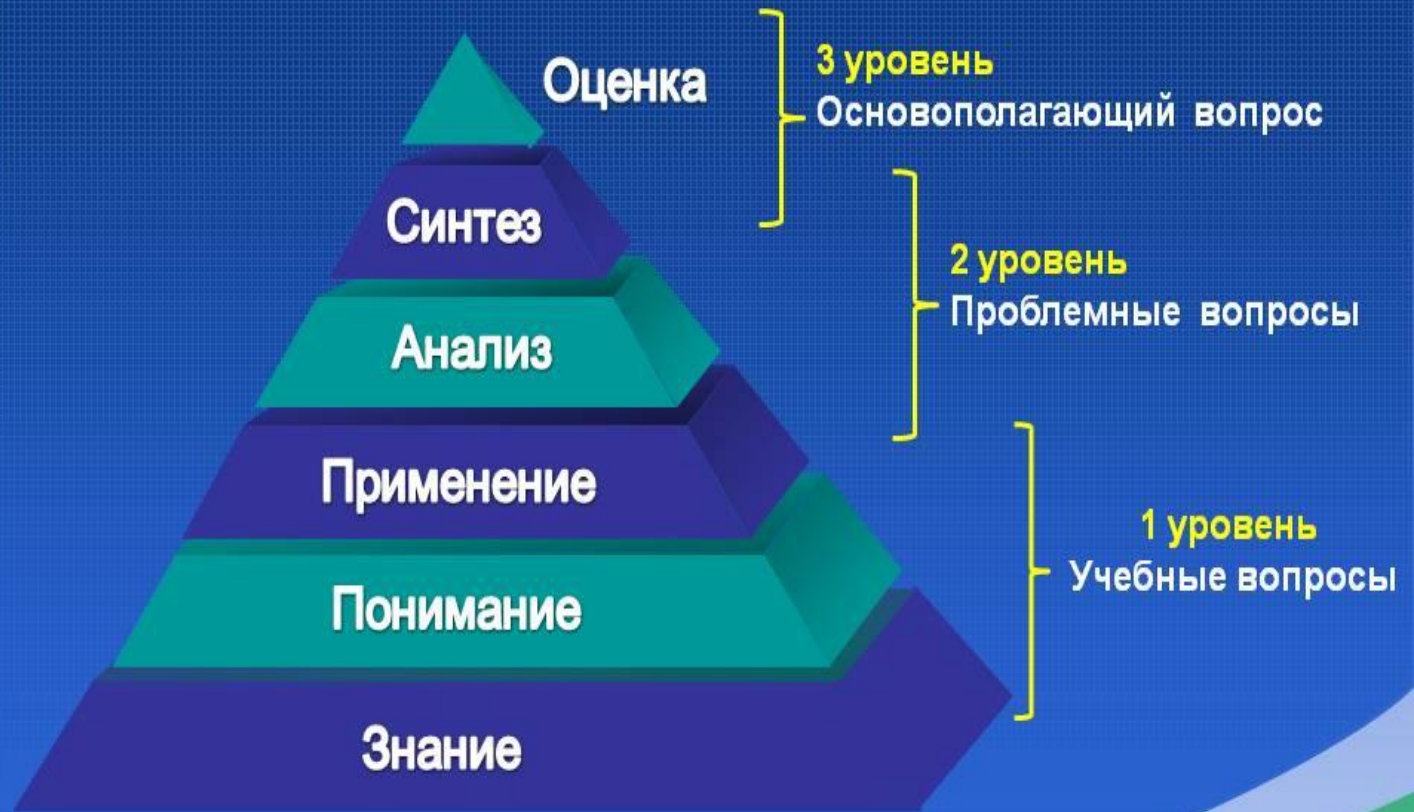 Оценка
3 уровень
Основополагающий вопрос
Синтез
2 уровень
Проблемные вопросы
Анализ
Применение
1 уровень
Учебные вопросы
Понимание
Знание